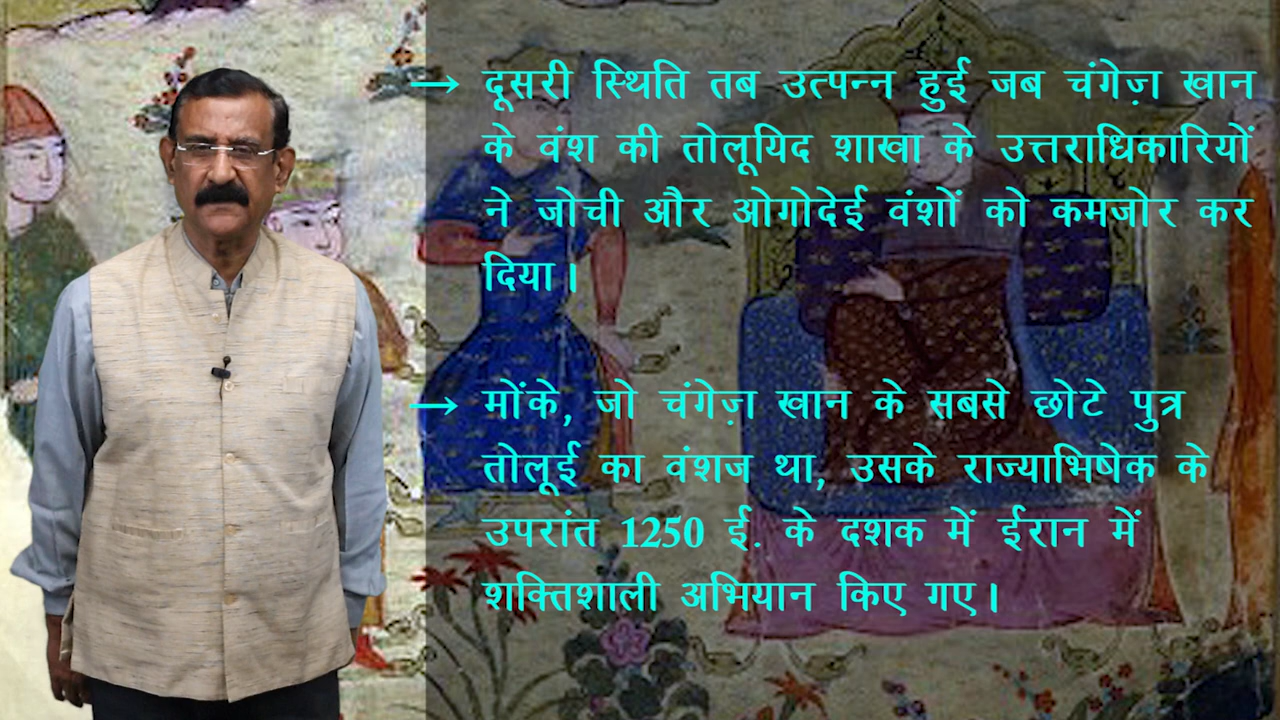 → दूसरी स्थिति तब उत्पन्न हुई जब चंगेज़ खान
के वंश की तोलूयिद शाखा के उत्तराधिकारियों
ने जोची और ओगोदेई वंशों को कमजोर कर
दिया।
→ मोंके, जो चंगेज़ खान के सबसे छोटे पुत्र
तोलूई का वंशज था, उसके राज्याभिषेक के
उपरांत 1250 ई. के दशक में ईरान में
शक्तिशाली अभियान किए गए।